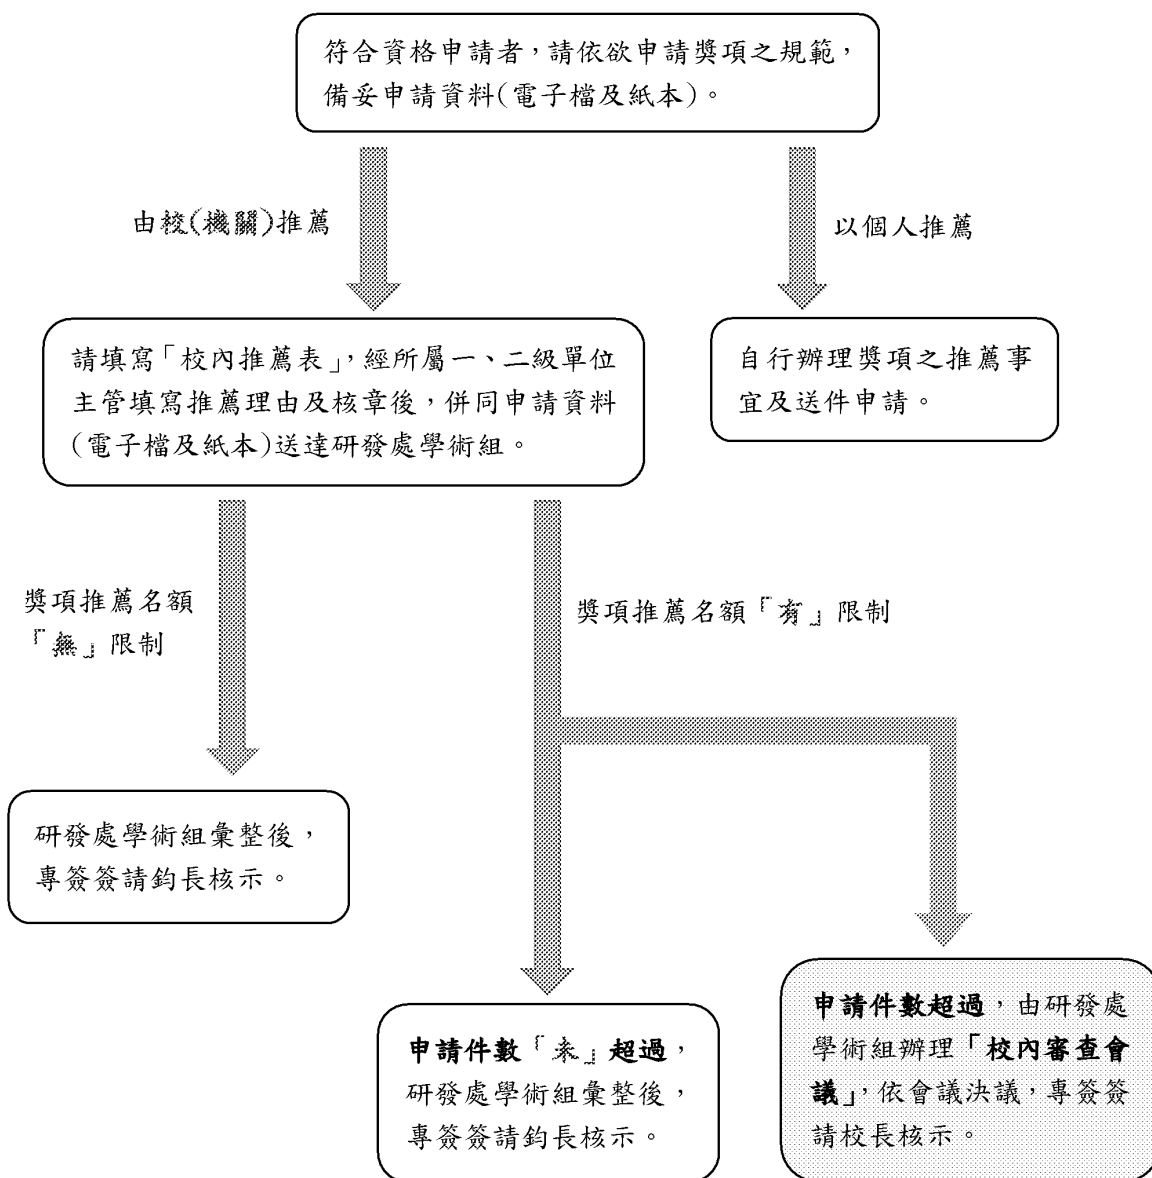 符合資格申請者，請依欲申請獎項之規範，
備妥申請資料(電子檔及紙本)。
由校(機關)推薦
以個人推薦
請填寫「校內推薦表」，經所屬一、二級單位
主管填寫推薦理由及核章後，併同申請資料
(電子檔及紙本)送達研發處學術組。
自行辦理獎項之推薦事
宜及送件申請。
獎項推薦名額
『無』限制
獎項推薦名額『有』限制
研發處學術組彙整後，
專簽簽請鈞長核示。
申請件數『未』超過，
研發處學術組彙整後，
專簽簽請鈞長核示。
申請件數超過，由研發處
學術組辦理「校內審查會
議」，依會議決議，專簽簽
請校長核示。